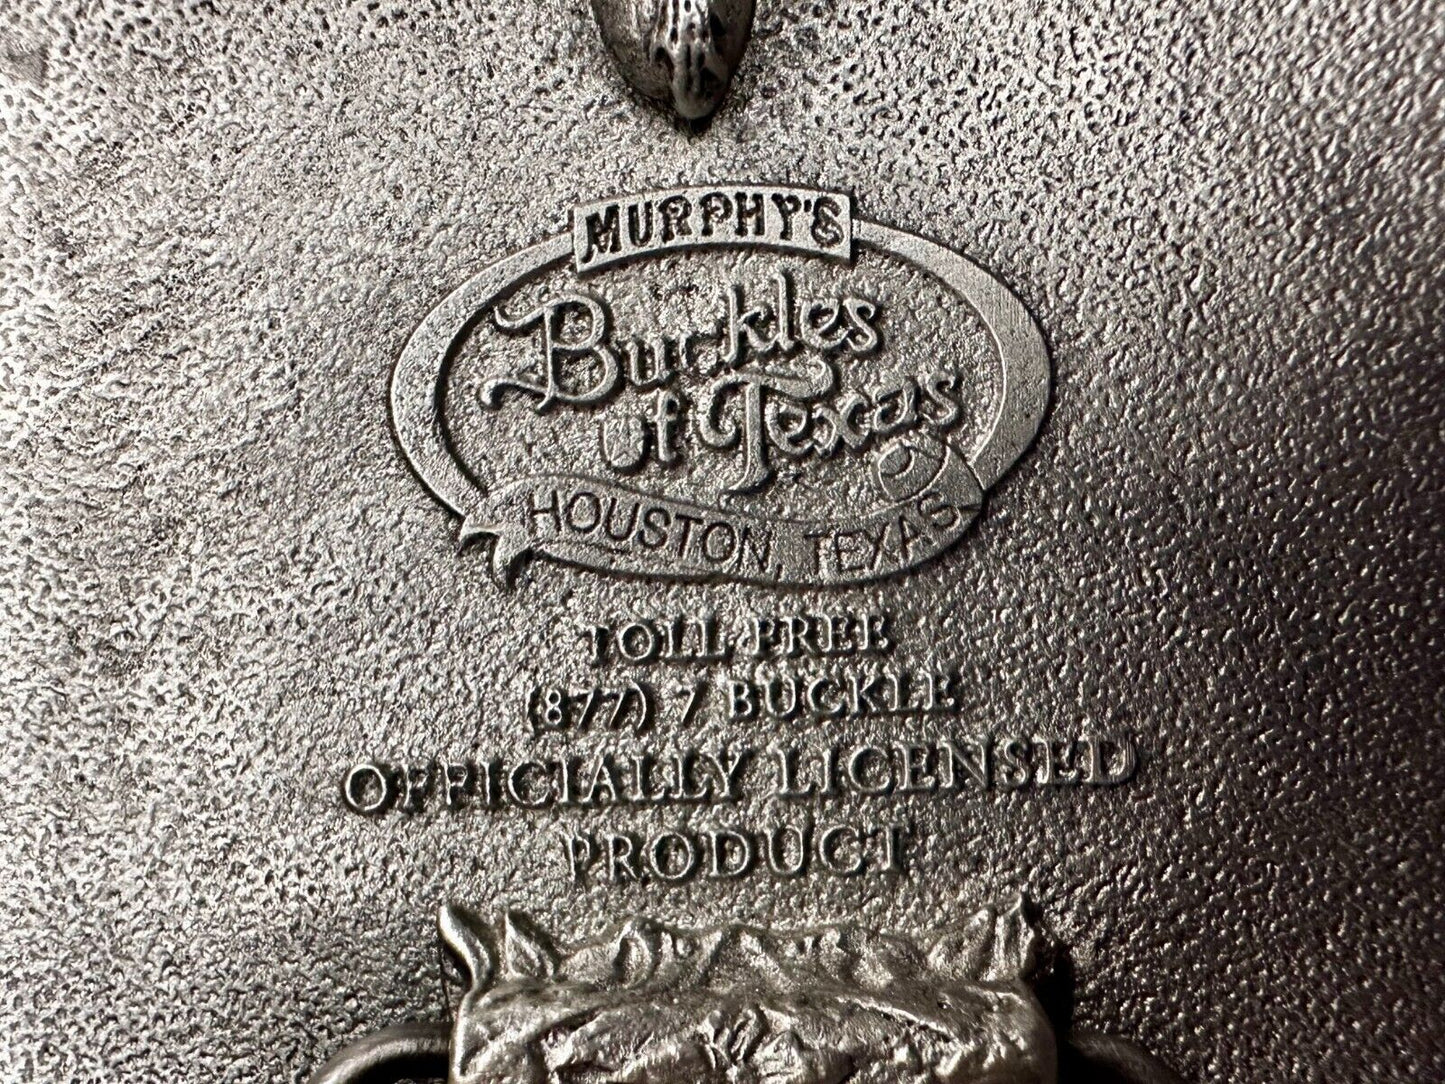 MURPHY'S
Buckles
of Texas
HOUSTON, TEXAS
TOLL FREE
(877) 7 BUCKLE
OFFICIALLY LICENSED
PRODUCT